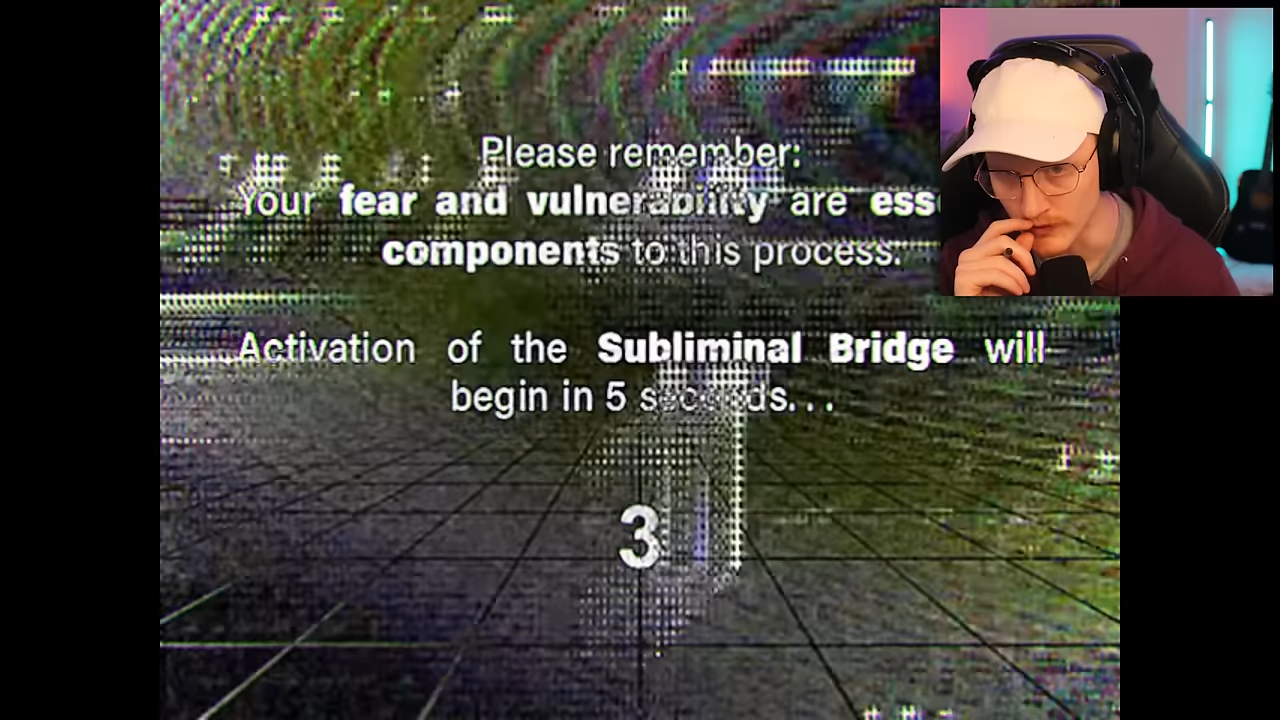 Please remember:
Your fear and vulnerability are
components to this process.
Activation of the Subliminal Bridge will
begin in 5 seconds...
3